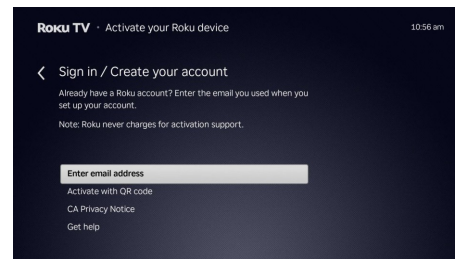 Roku TV · Activate your Roku device
10:56 am
Sign in / Create your account
Already have a Roku account? Enter the email you used when you
set up your account.
Note: Roku never charges for activation support.
Enter email address
Activate with QR code
CA Privacy Notice
Get help